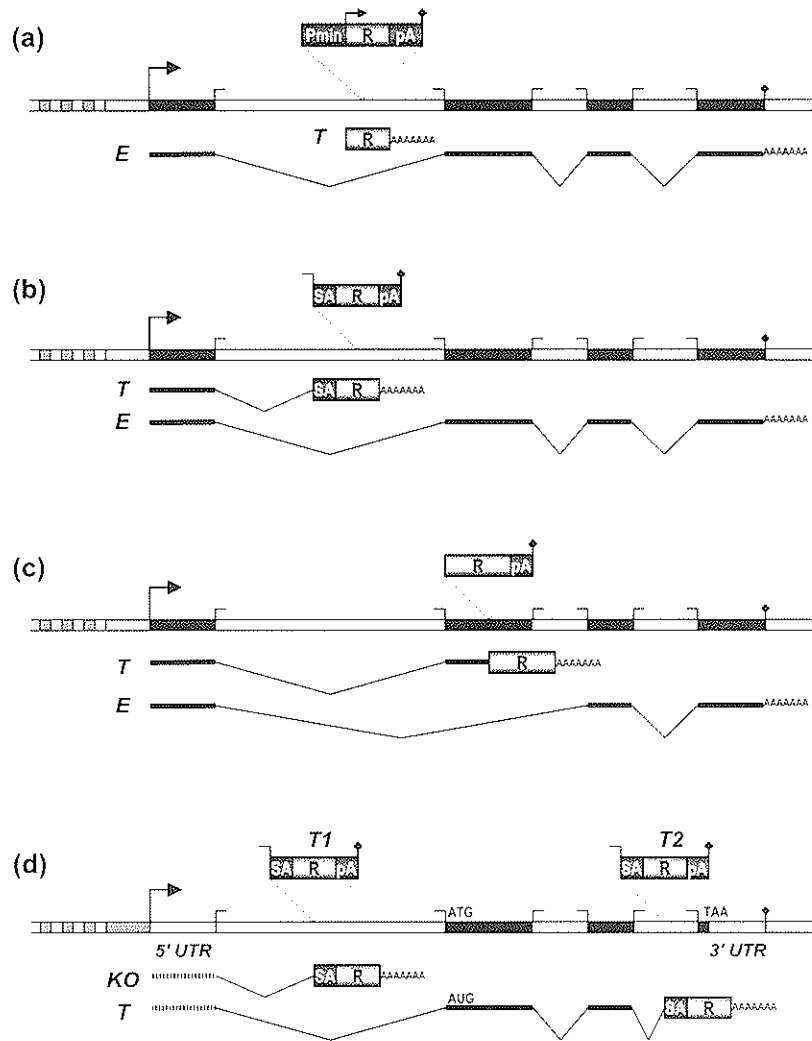 (a)
Pmin R pA
T R AAAAAAA
E AAAAAAA
(b)
SA R pA
T SA R AAAAAAA
E AAAAAAA
(c)
R pA
T R AAAAAAA
E AAAAAAA
(d)
T1 T2
SA R pA SA R pA
ATG TAA
5' UTR 3' UTR
KO SA R AAAAAAA
T AUG SA R AAAAAAA